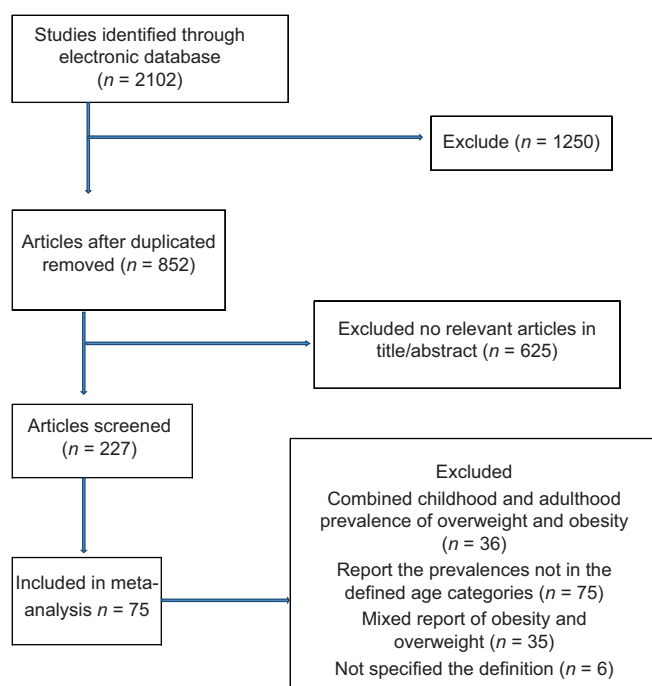 Studies identified through
electronic database
(n = 2102)
Exclude (n = 1250)
Articles after duplicated
removed (n = 852)
Excluded no relevant articles in
title/abstract (n = 625)
Articles screened
(n = 227)
Included in meta-
analysis n = 75
Excluded
Combined childhood and adulthood
prevalence of overweight and obesity
(n = 36)
Report the prevalences not in the
defined age categories (n = 75)
Mixed report of obesity and
overweight (n = 35)
Not specified the definition (n = 6)